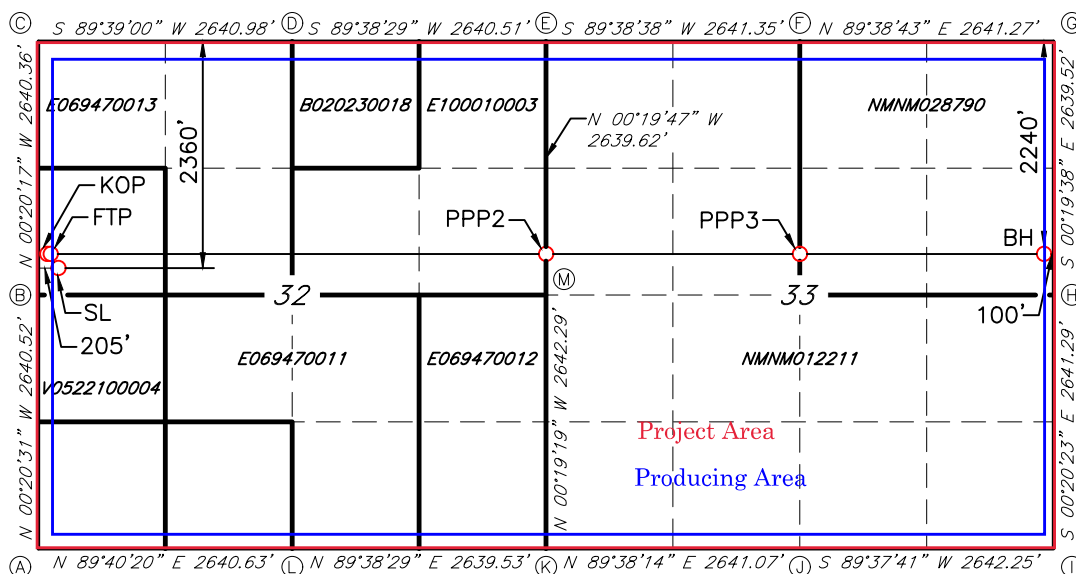 C
S 89°39'00" W 2640.98'
D
S 89°38'29" W 2640.51'
E
S 89°38'38" W 2641.35'
F
N 89°38'43" E 2641.27'
G
N 00°20'17" W 2640.36'
E069470013
2360'
B020230018
E100010003
N 00°19'47" W
2639.62'
NMNM028790
2240'
S 00°19'38" E 2639.52'
KOP
FTP
PPP2
PPP3
BH
M
B
32
33
H
SL
205'
100'
N 00°20'31" W 2640.52'
V0522100004
E069470011
E069470012
N 00°19'19" W 2642.29'
NMNM012211
S 00°20'23" E 2641.29'
Project Area
Producing Area
A
N 89°40'20" E 2640.63'
L
N 89°38'29" E 2639.53'
K
N 89°38'14" E 2641.07'
J
S 89°37'41" W 2642.25'
I